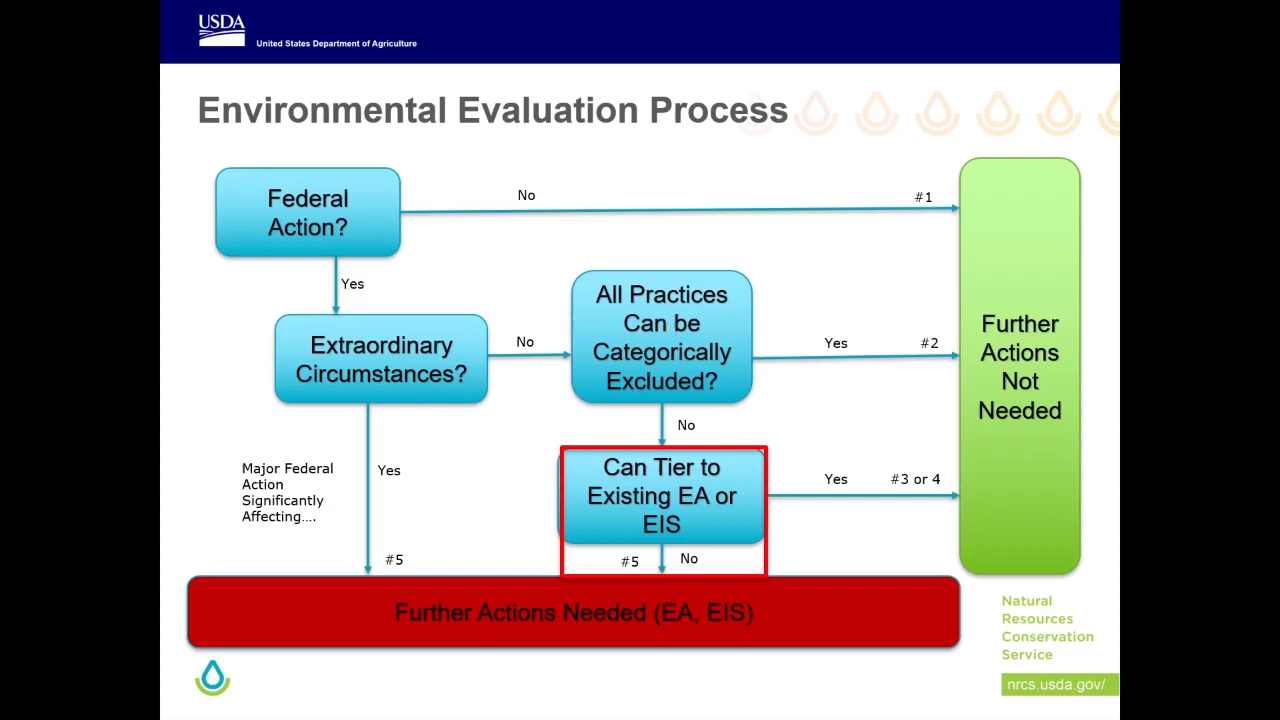 USDA
United States Department of Agriculture
Environmental Evaluation Process
Federal
Action?
No
#1
Yes
Extraordinary
Circumstances?
No
All Practices
Can be
Categorically
Excluded?
Yes
#2
Further
Actions
Not
Needed
No
Major Federal
Action
Significantly
Affecting....
Yes
#5
Can Tier to
Existing EA or
EIS
Yes
#3 or 4
#5
No
Further Actions Needed (EA, EIS)
Natural
Resources
Conservation
Service
nrcs.usda.gov/